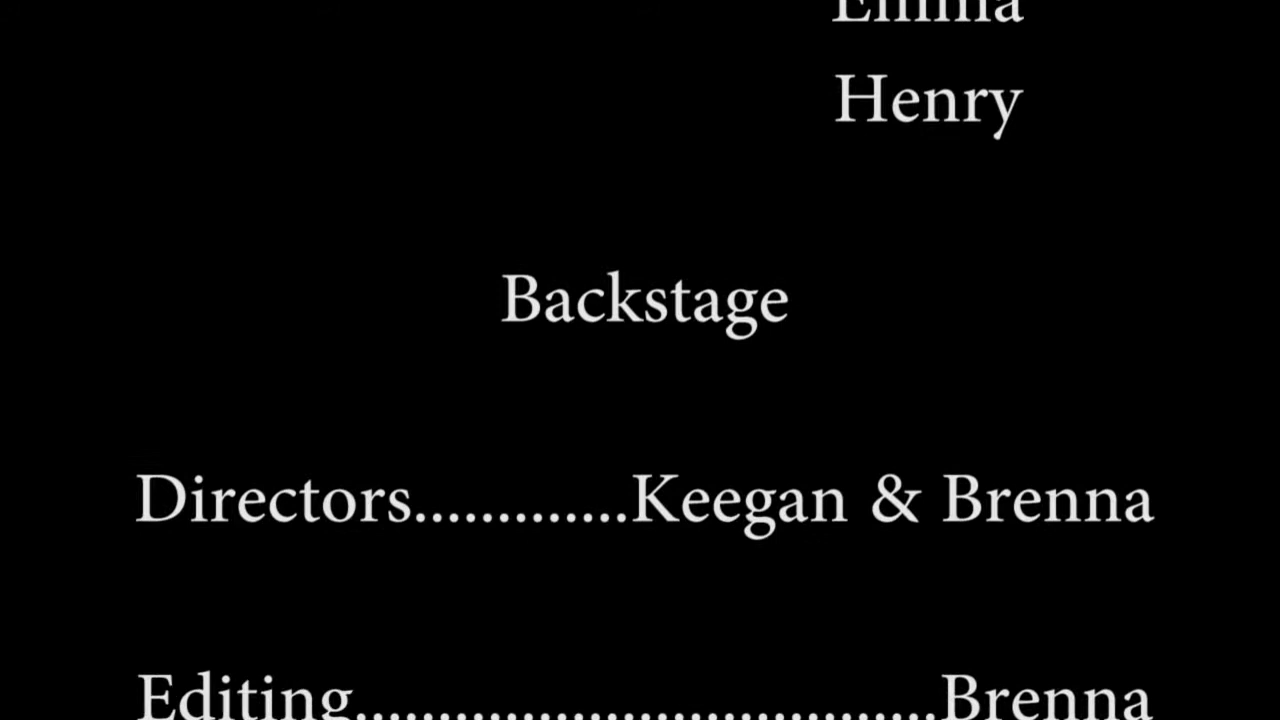 Emma
Henry
Backstage
Directors.............Keegan & Brenna
Editing...................................Brenna